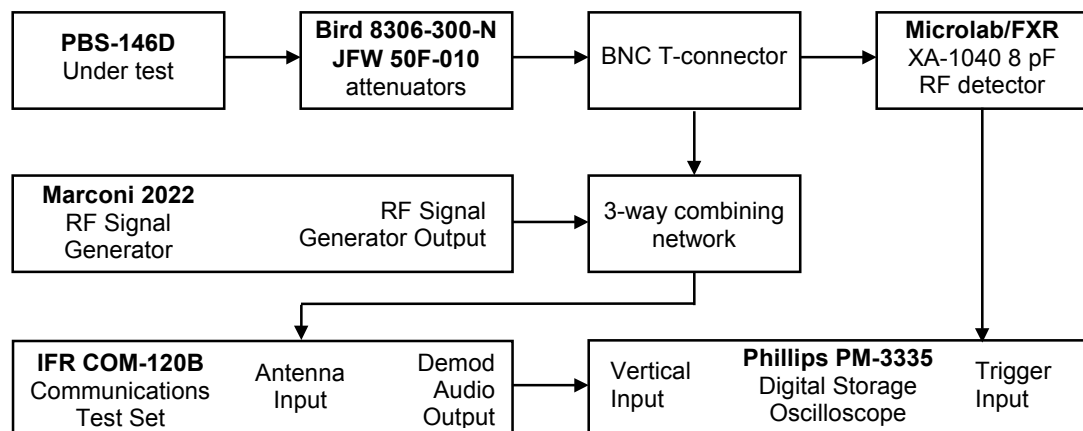 PBS-146D
Under test
Bird 8306-300-N
JFW 50F-010
attenuators
BNC T-connector
Microlab/FXR
XA-1040 8 pF
RF detector
Marconi 2022
RF Signal
Generator
RF Signal
Generator Output
3-way combining
network
IFR COM-120B
Communications
Test Set
Antenna
Input
Demod
Audio
Output
Vertical
Input
Phillips PM-3335
Digital Storage
Oscilloscope
Trigger
Input